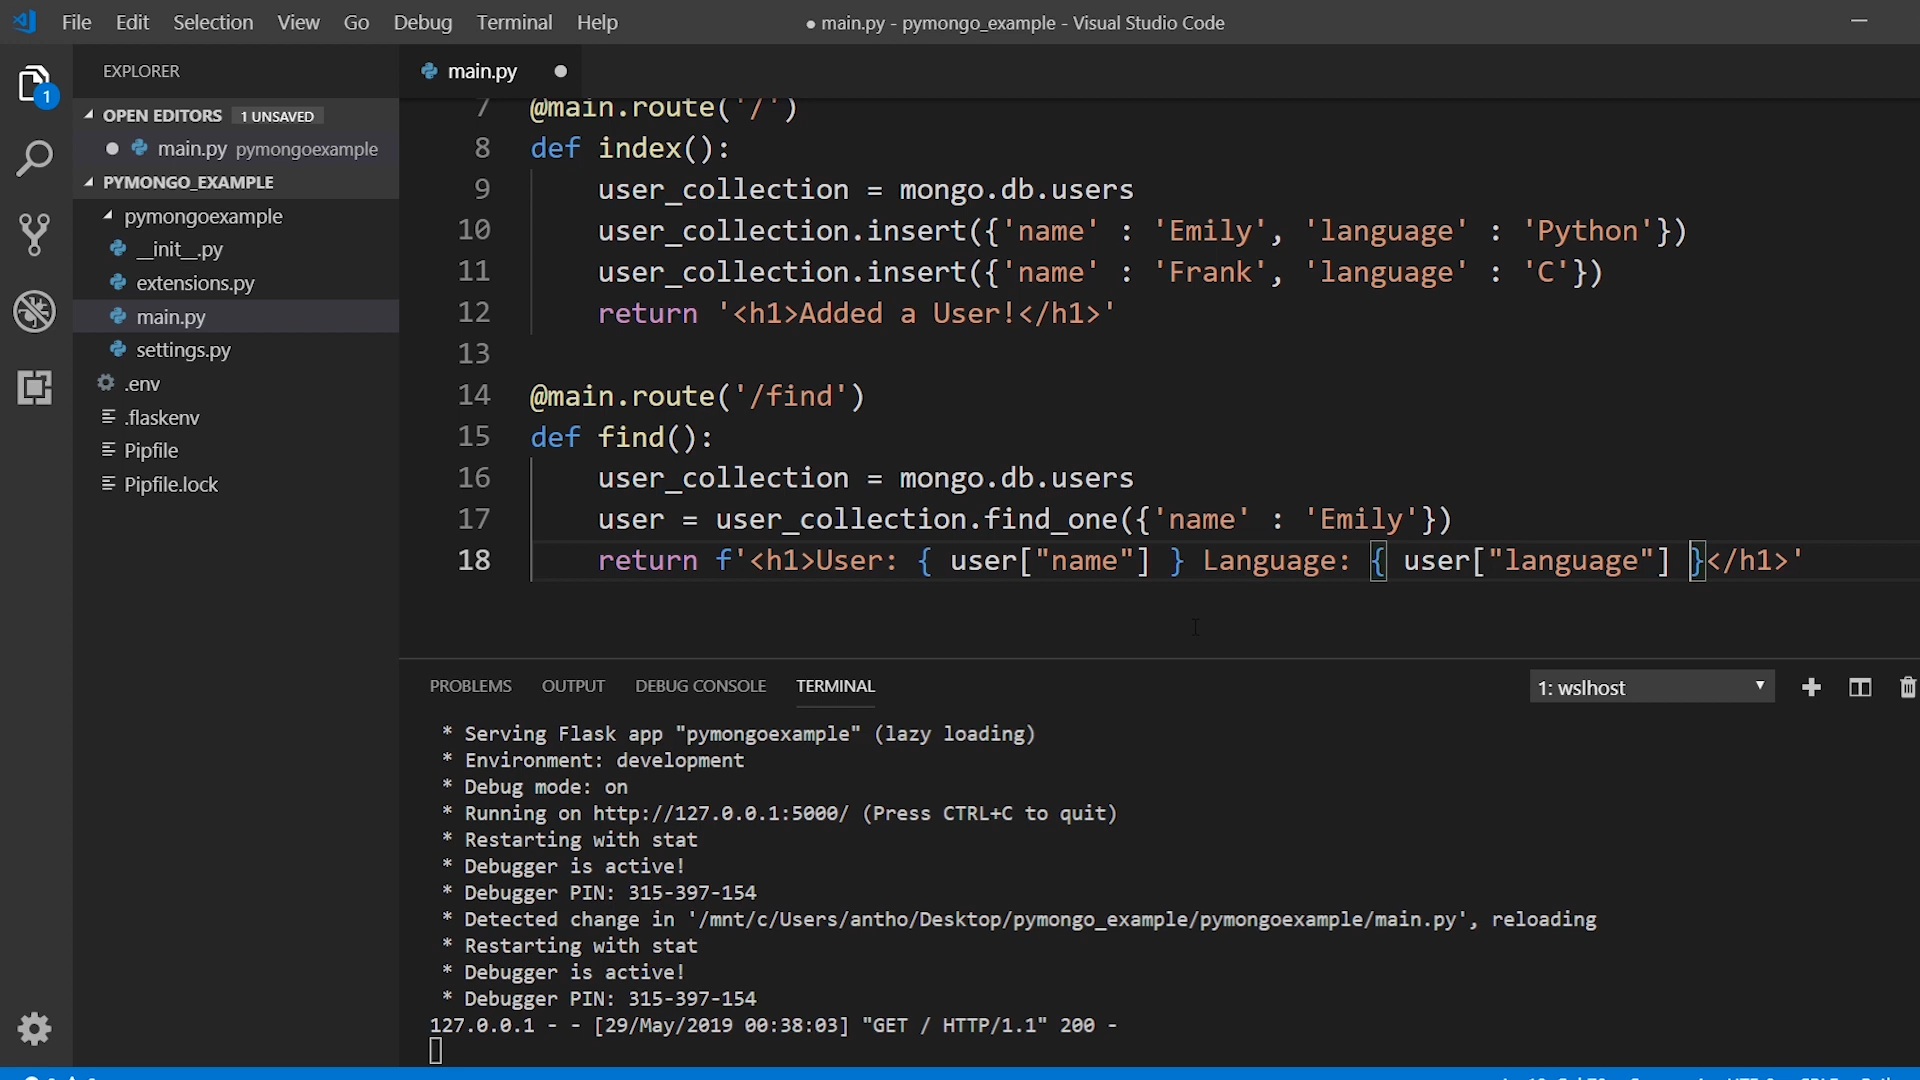 File Edit Selection View Go Debug Terminal Help
● main.py - pymongo_example - Visual Studio Code
EXPLORER
1
OPEN EDITORS 1 UNSAVED
main.py pymongoexample
PYMONGO_EXAMPLE
pymongoexample
__init__.py
extensions.py
main.py
settings.py
.env
.flaskenv
Pipfile
Pipfile.lock
main.py
7 @main.route('/')
8 def index():
9 user_collection = mongo.db.users
10 user_collection.insert({'name' : 'Emily', 'language' : 'Python'})
11 user_collection.insert({'name' : 'Frank', 'language' : 'C'})
12 return '<h1>Added a User!</h1>'
13
14 @main.route('/find')
15 def find():
16 user_collection = mongo.db.users
17 user = user_collection.find_one({'name' : 'Emily'})
18 return f'<h1>User: { user["name"] } Language: { user["language"] }</h1>'
PROBLEMS OUTPUT DEBUG CONSOLE TERMINAL
1: wslhost
* Serving Flask app "pymongoexample" (lazy loading)
* Environment: development
* Debug mode: on
* Running on http://127.0.0.1:5000/ (Press CTRL+C to quit)
* Restarting with stat
* Debugger is active!
* Debugger PIN: 315-397-154
* Detected change in '/mnt/c/Users/antho/Desktop/pymongo_example/pymongoexample/main.py', reloading
* Restarting with stat
* Debugger is active!
* Debugger PIN: 315-397-154
127.0.0.1 - - [29/May/2019 00:38:03] "GET / HTTP/1.1" 200 -